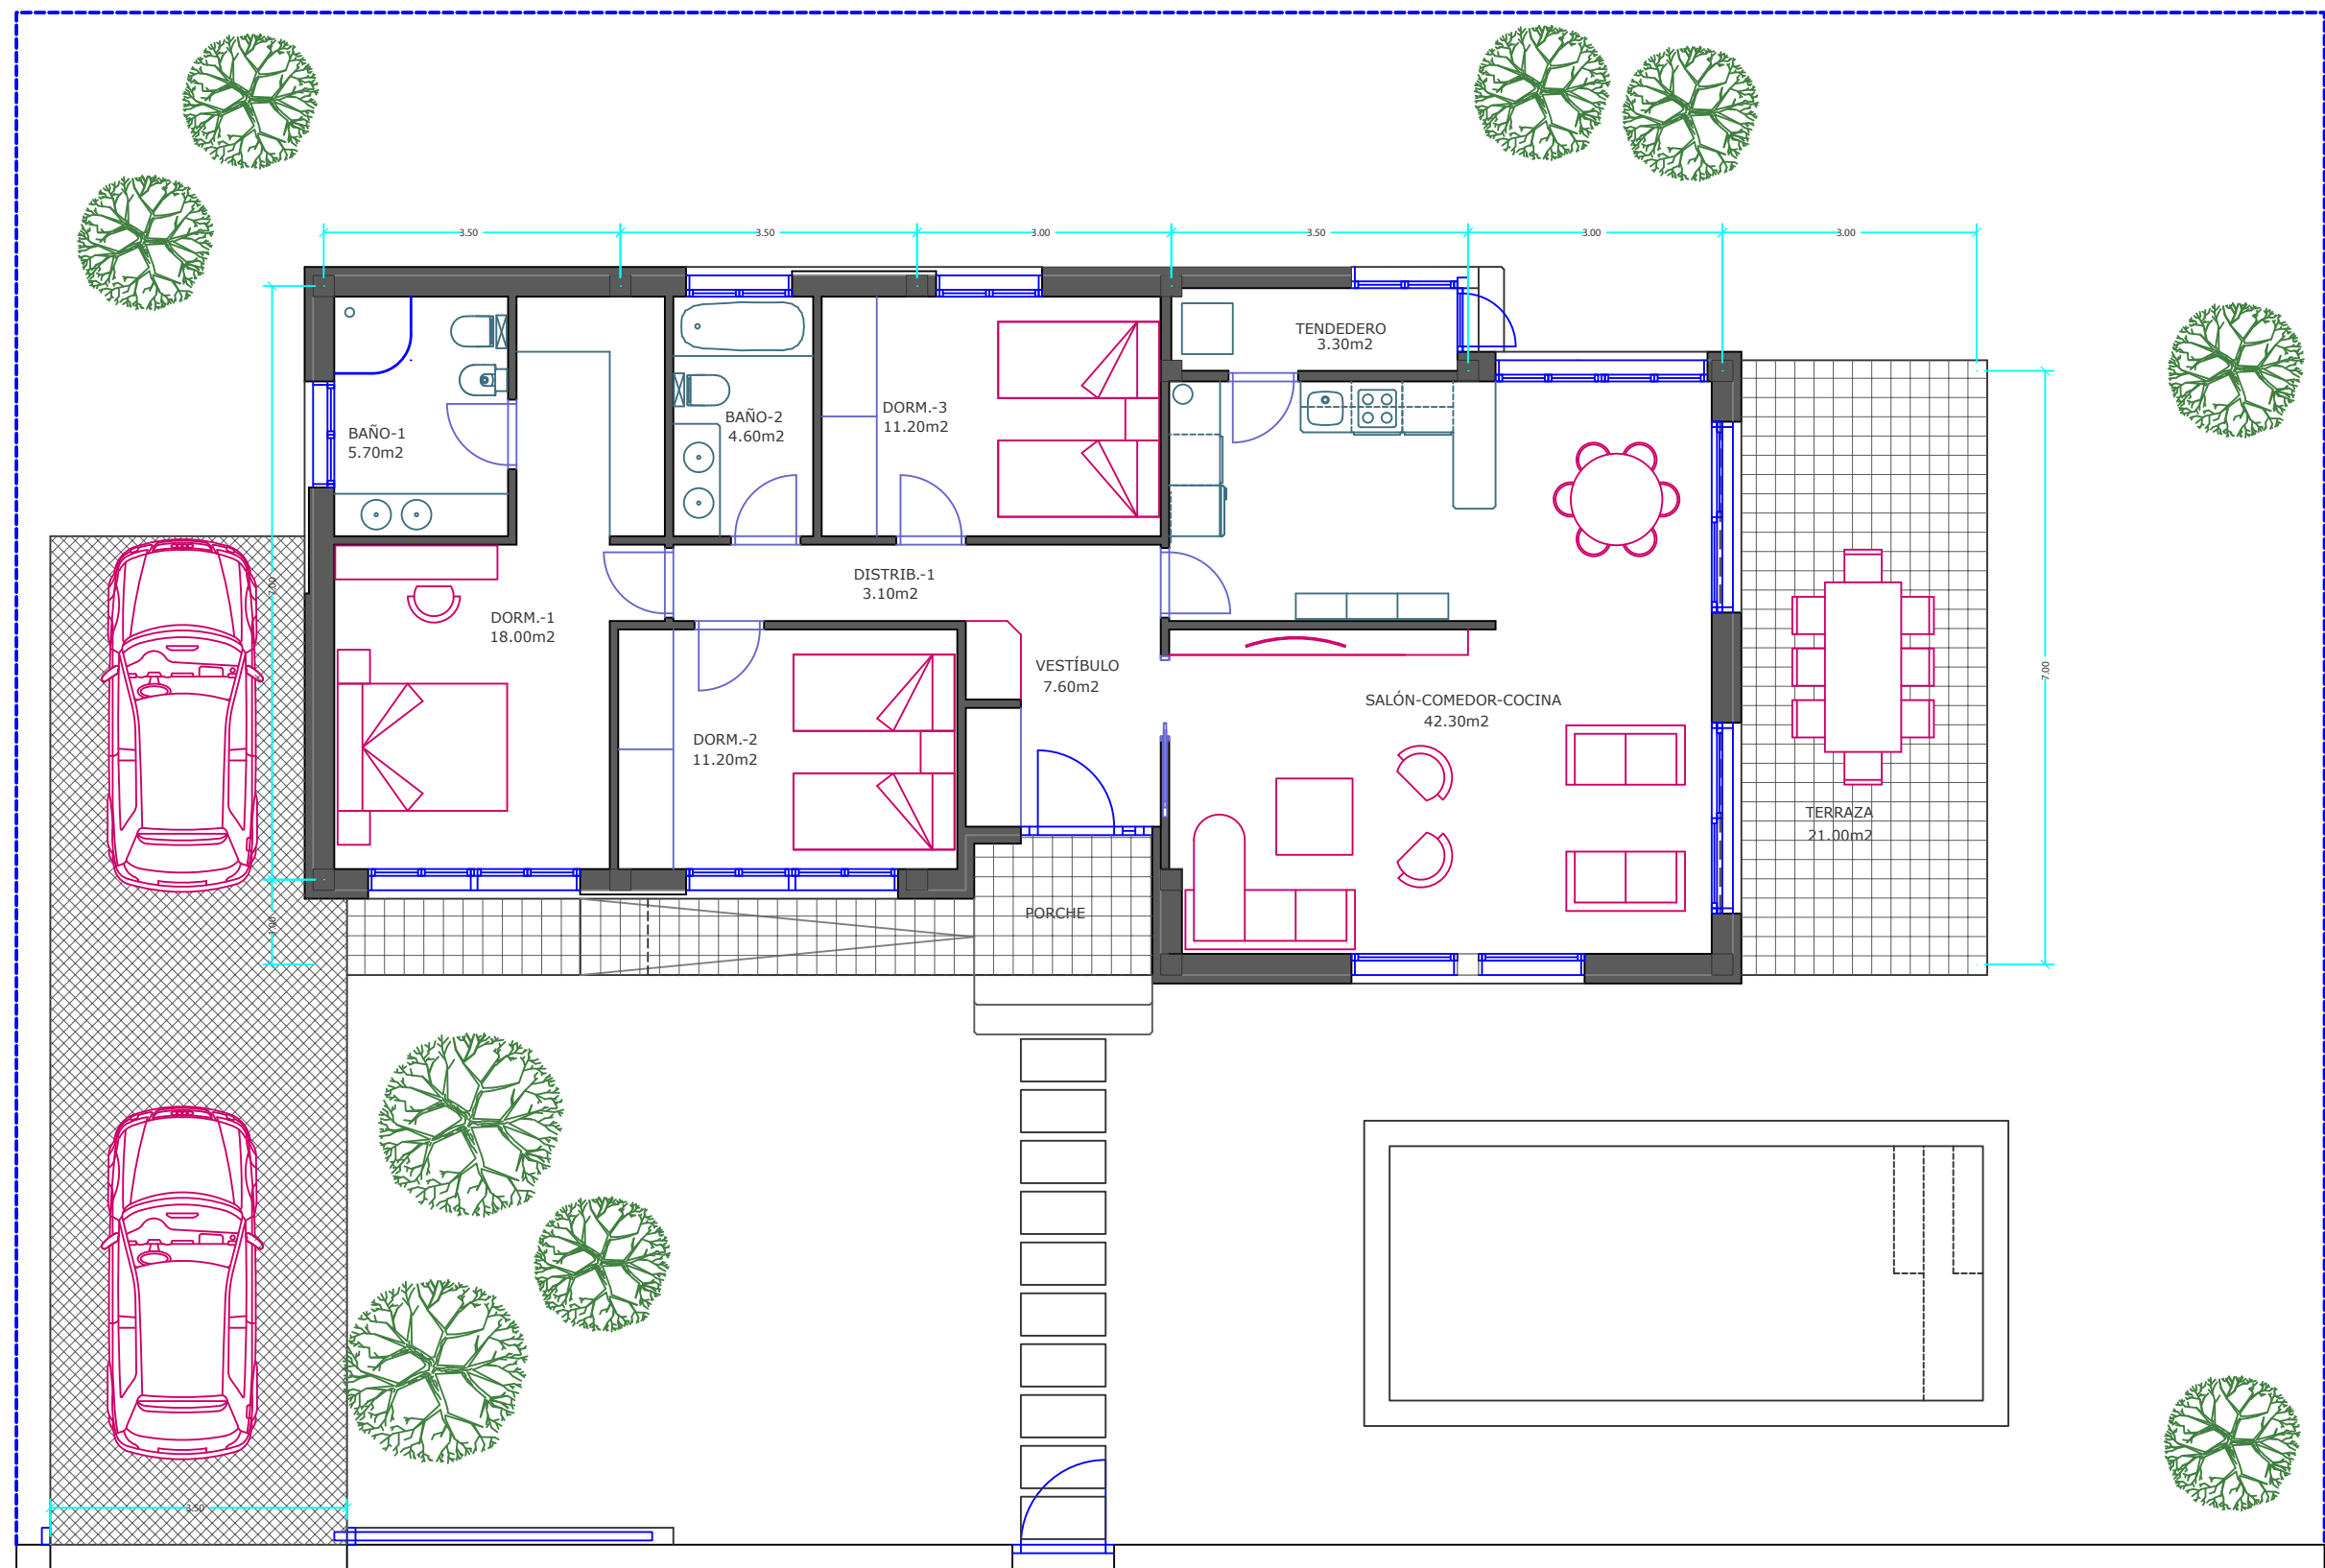 3.50
3.50
3.00
3.50
3.00
3.00
TENDEDERO
3.30m2
DORM.-3
11.20m2
BAÑO-2
4.60m2
BAÑO-1
5.70m2
7.00
DISTRIB.-1
3.10m2
DORM.-1
18.00m2
VESTÍBULO
7.60m2
7.00
SALÓN-COMEDOR-COCINA
42.30m2
DORM.-2
11.20m2
TERRAZA
21.00m2
PORCHE
1.00
3.50